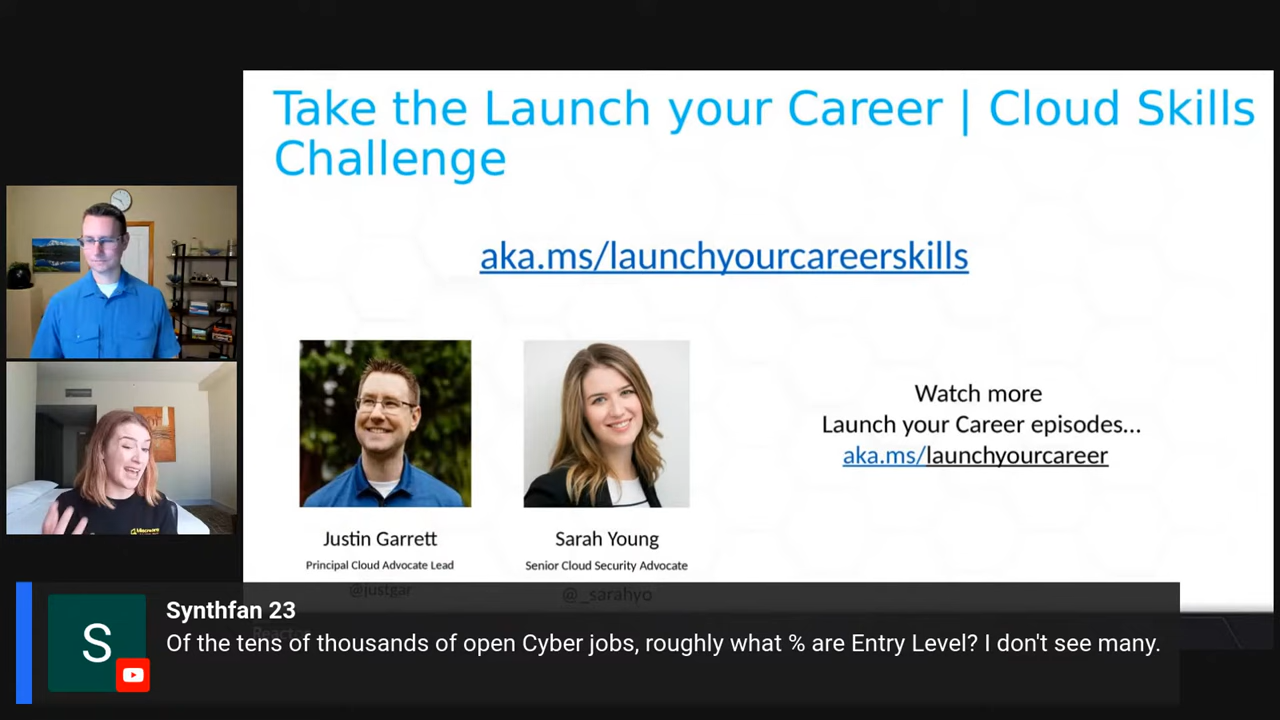 Take the Launch your Career | Cloud Skills
Challenge
aka.ms/launchyourcareerskills
Watch more
Launch your Career episodes...
aka.ms/launchyourcareer
Justin Garrett
Sarah Young
Principal Cloud Advocate Lead
Senior Cloud Security Advocate
@justgar
@_sarahyo
S
Synthfan 23
Of the tens of thousands of open Cyber jobs, roughly what % are Entry Level? I don't see many.